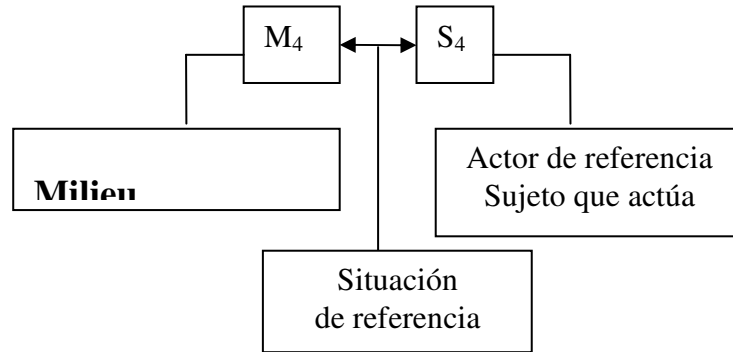 M₄
S₄
Milieu
Actor de referencia
Sujeto que actúa
Situación
de referencia